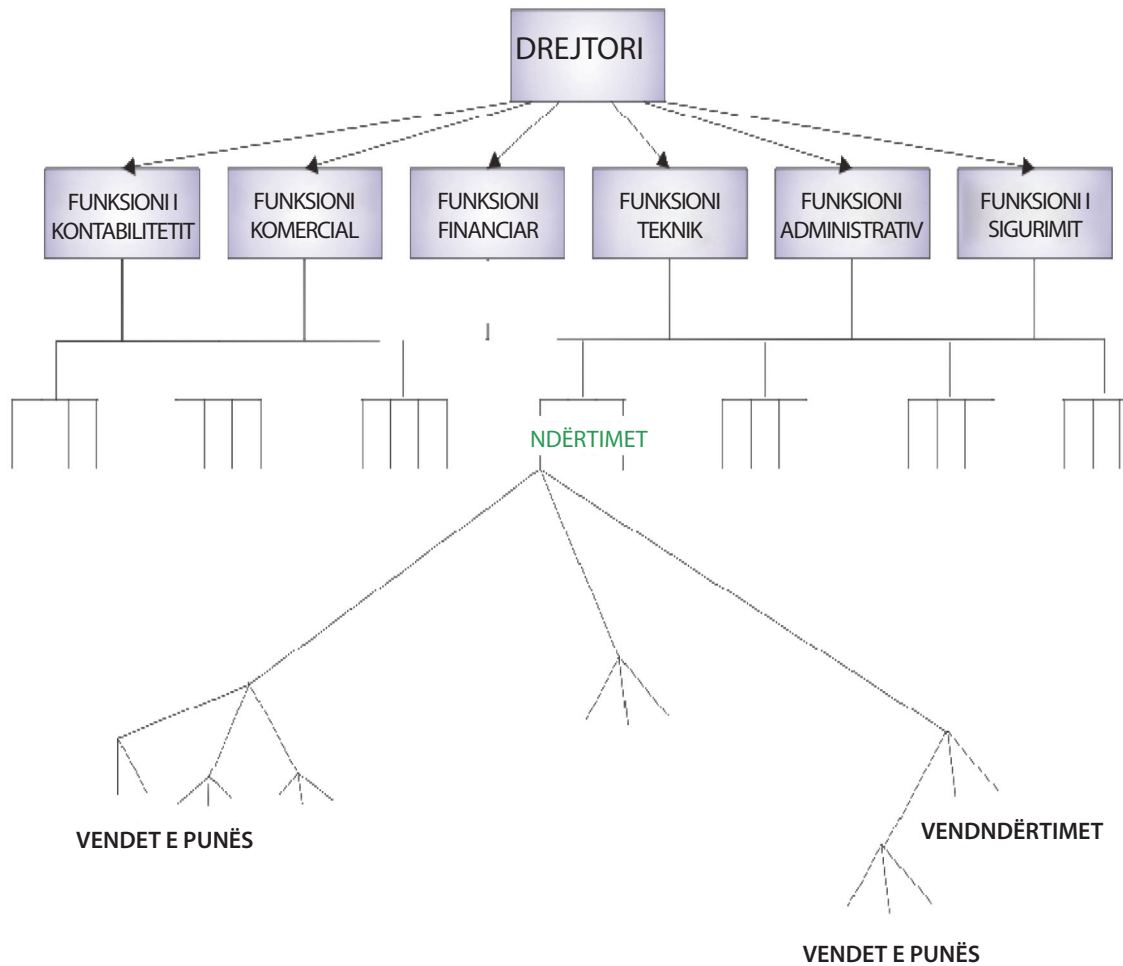 DREJTORI
FUNKSIONI I
KONTABILITETIT
FUNKSIONI
KOMERCIAL
FUNKSIONI
FINANCIAR
FUNKSIONI
TEKNIK
FUNKSIONI
ADMINISTRATIV
FUNKSIONI I
SIGURIMIT
NDËRTIMET
VENDET E PUNËS
VENDNDËRTIMET
VENDET E PUNËS